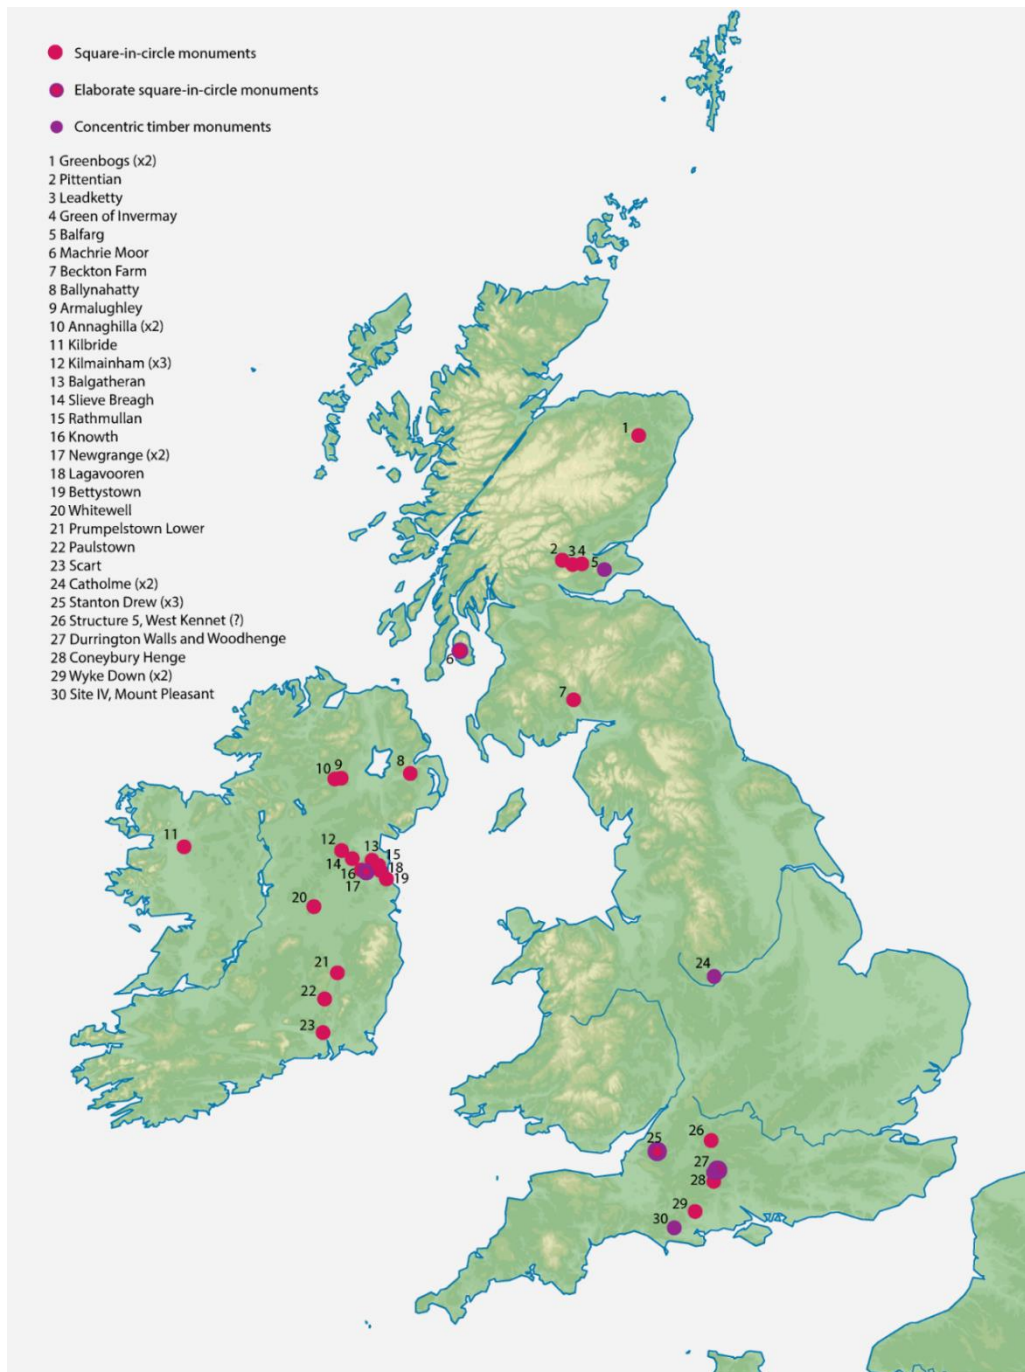 Square-in-circle monuments
Elaborate square-in-circle monuments
Concentric timber monuments
1 Greenbogs (x2)
2 Pittentian
3 Leadketty
4 Green of Invermay
5 Balfarg
6 Machrie Moor
7 Beckton Farm
8 Ballynahatty
9 Armalughley
10 Annaghilla (x2)
11 Kilbride
12 Kilmainham (x3)
13 Balgatheran
14 Slieve Breagh
15 Rathmullan
16 Knowth
17 Newgrange (x2)
18 Lagavooren
19 Bettystown
20 Whitewell
21 Prumpelstown Lower
22 Paulstown
23 Scart
24 Catholme (x2)
25 Stanton Drew (x3)
26 Structure 5, West Kennet (?)
27 Durrington Walls and Woodhenge
28 Coneybury Henge
29 Wyke Down (x2)
30 Site IV, Mount Pleasant
1
2
3 4
5
6
7
8
10 9
11
12
13
15
14
16
18
17
19
20
21
22
23
24
25
26
27
28
29
30